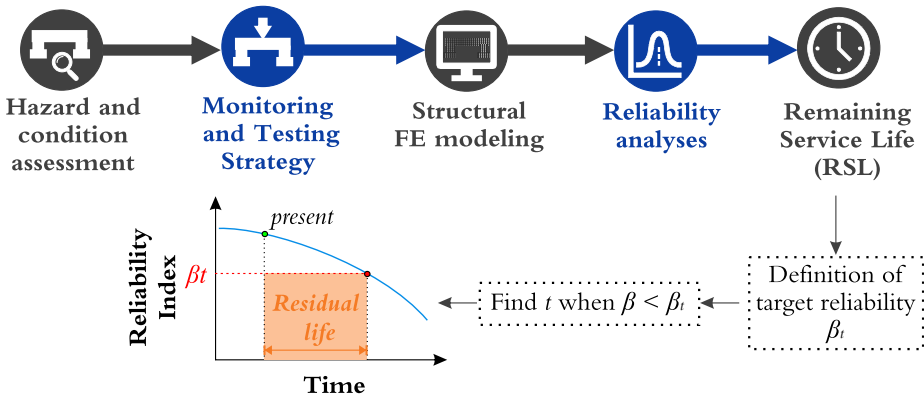 Hazard and
condition
assessment
Monitoring
and Testing
Strategy
Structural
FE modeling
Reliability
analyses
Remaining
Service Life
(RSL)
present
βt
Reliability
Index
Residual
life
Time
Find t when β < βt
Definition of
target reliability
βt